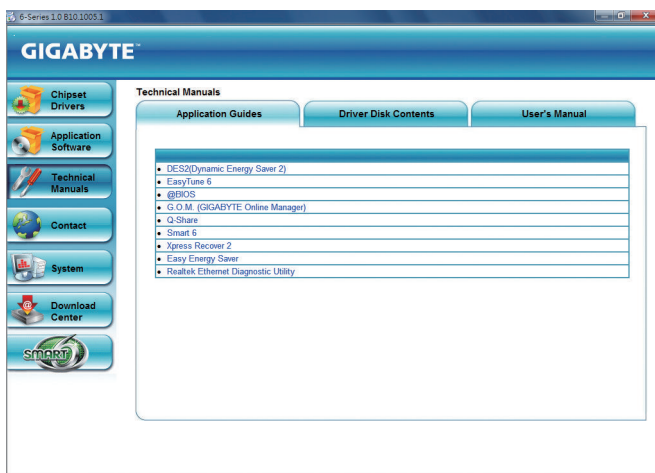 6-Series 1.0 B10.1005.1
GIGABYTE™
Chipset
Drivers
Application
Software
Technical
Manuals
Contact
System
Download
Center
SMART6
Technical Manuals
Application Guides
Driver Disk Contents
User's Manual
• DES2(Dynamic Energy Saver 2)
• EasyTune 6
• @BIOS
• G.O.M. (GIGABYTE Online Manager)
• Q-Share
• Smart 6
• Xpress Recover 2
• Easy Energy Saver
• Realtek Ethernet Diagnostic Utility